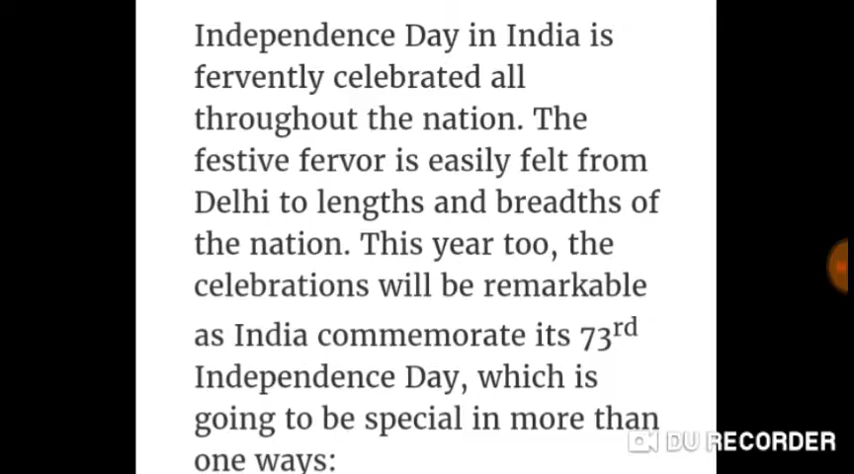 Independence Day in India is
fervently celebrated all
throughout the nation. The
festive fervor is easily felt from
Delhi to lengths and breadths of
the nation. This year too, the
celebrations will be remarkable
as India commemorate its 73rd
Independence Day, which is
going to be special in more than
one ways:
DU RECORDER